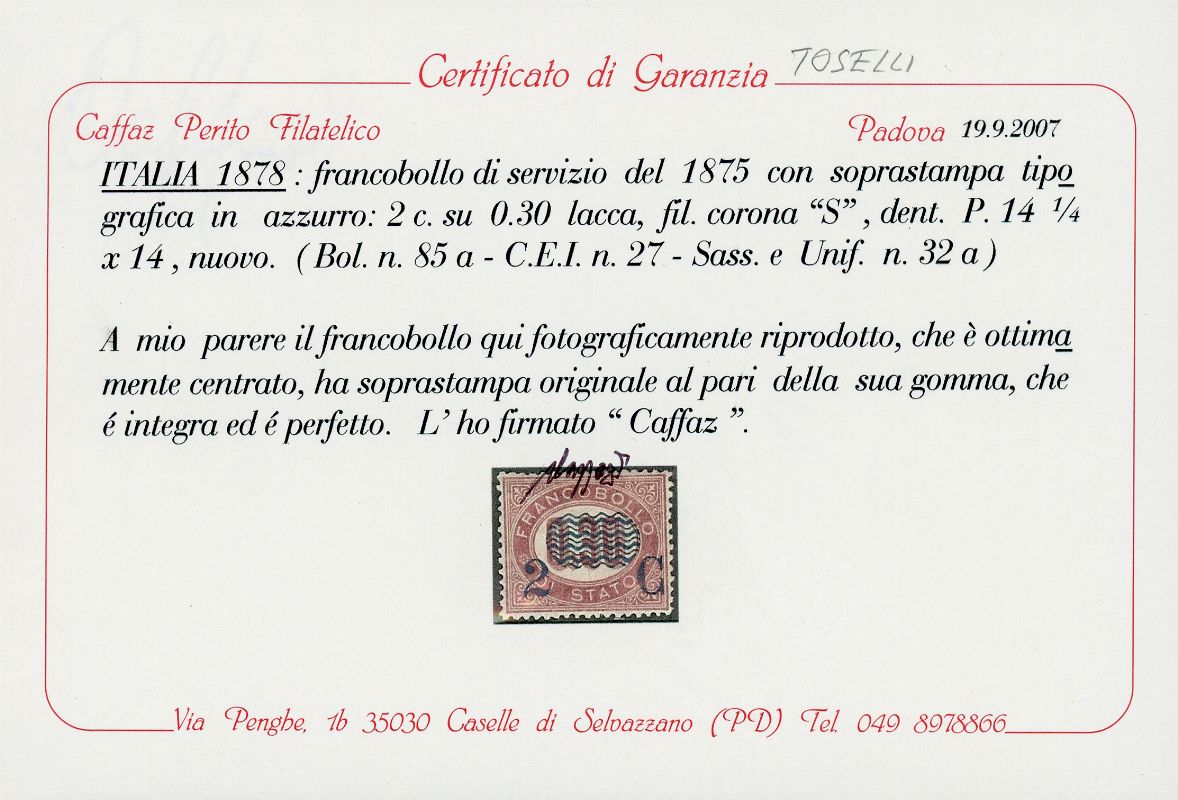 Certificato di Garanzia TOSELLI
Caffaz Perito Filatelico Padova 19.9.2007
ITALIA 1878 : francobollo di servizio del 1875 con soprastampa tipo
grafica in azzurro: 2 c. su 0.30 lacca, fil. corona “S”, dent. P. 14 ¼
x 14, nuovo. ( Bol. n. 85 a - C.E.I. n. 27 - Sass. e Unif. n. 32 a )
A mio parere il francobollo qui fotograficamente riprodotto, che è ottima
mente centrato, ha soprastampa originale al pari della sua gomma, che
é integra ed é perfetto. L' ho firmato “ Caffaz ”.
FRANCOBOLLO
2 C
DI STATO
Via Penghe, 1b 35030 Caselle di Selvazzano (PD) Tel. 049 8978866